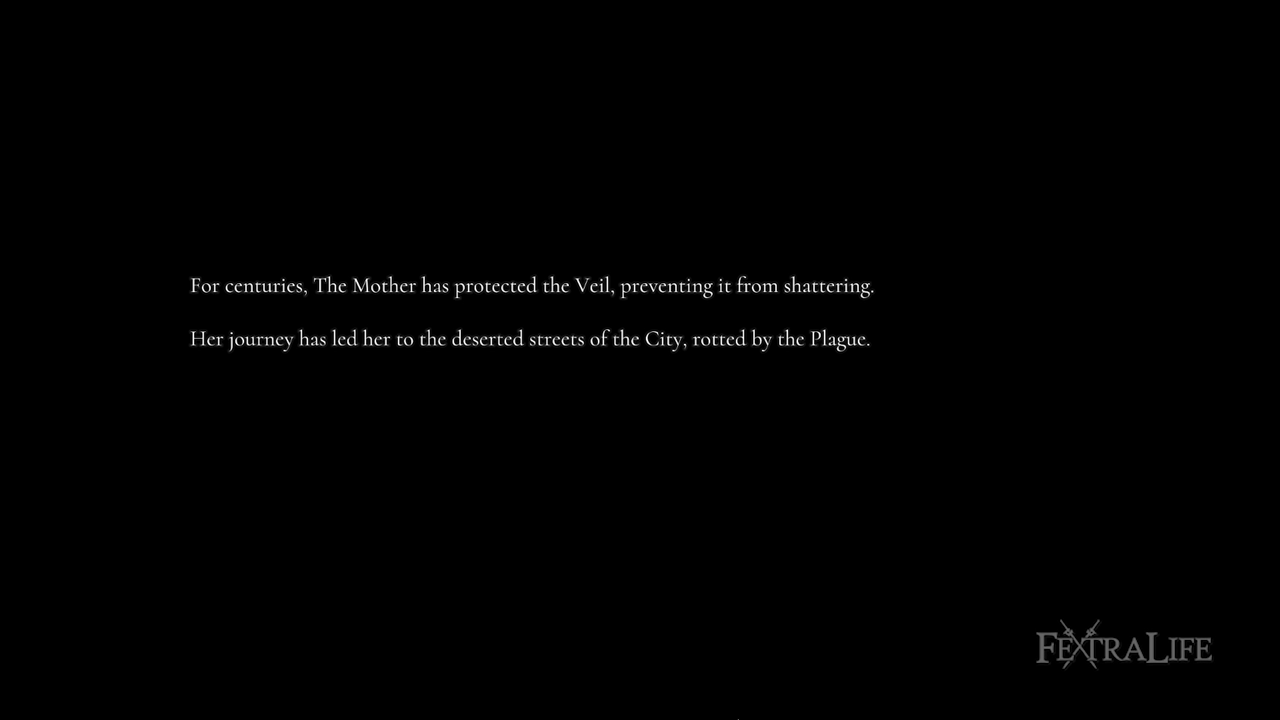 For centuries, The Mother has protected the Veil, preventing it from shattering.
Her journey has led her to the deserted streets of the City, rotted by the Plague.
FEXTRALIFE